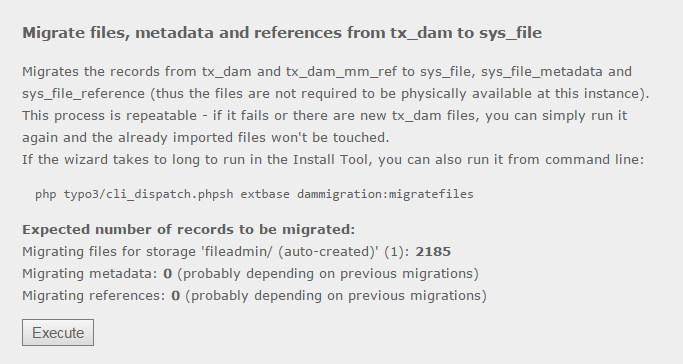 Migrate files, metadata and references from tx_dam to sys_file
Migrates the records from tx_dam and tx_dam_mm_ref to sys_file, sys_file_metadata and
sys_file_reference (thus the files are not required to be physically available at this instance).
This process is repeatable - if it fails or there are new tx_dam files, you can simply run it
again and the already imported files won't be touched.
If the wizard takes to long to run in the Install Tool, you can also run it from command line:
php typo3/cli_dispatch.phpsh extbase dammigration:migratefiles
Expected number of records to be migrated:
Migrating files for storage 'fileadmin/ (auto-created)' (1): 2185
Migrating metadata: 0 (probably depending on previous migrations)
Migrating references: 0 (probably depending on previous migrations)
Execute